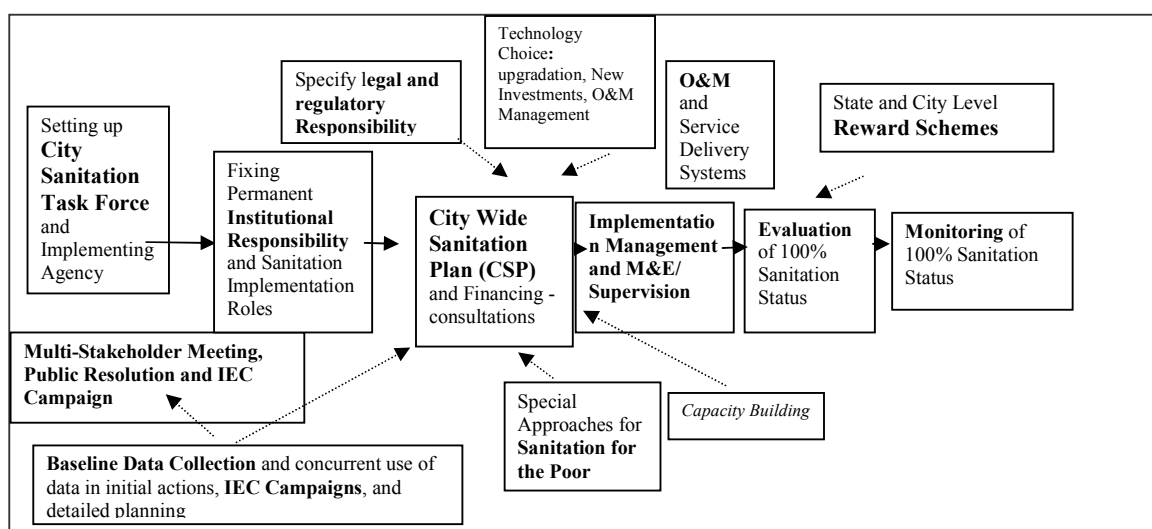 Technology
Choice:
upgradation, New
Investments, O&M
Management
Specify legal and
regulatory
Responsibility
O&M
and
Service
Delivery
Systems
State and City Level
Reward Schemes
Setting up
City
Sanitation
Task Force
and
Implementing
Agency
Fixing
Permanent
Institutional
Responsibility
and Sanitation
Implementation
Roles
City Wide
Sanitation
Plan (CSP)
and Financing -
consultations
Implementatio
n Management
and M&E/
Supervision
Evaluation
of 100%
Sanitation
Status
Monitoring of
100% Sanitation
Status
Multi-Stakeholder Meeting,
Public Resolution and IEC
Campaign
Special
Approaches for
Sanitation for
the Poor
Capacity Building
Baseline Data Collection and concurrent use of
data in initial actions, IEC Campaigns, and
detailed planning